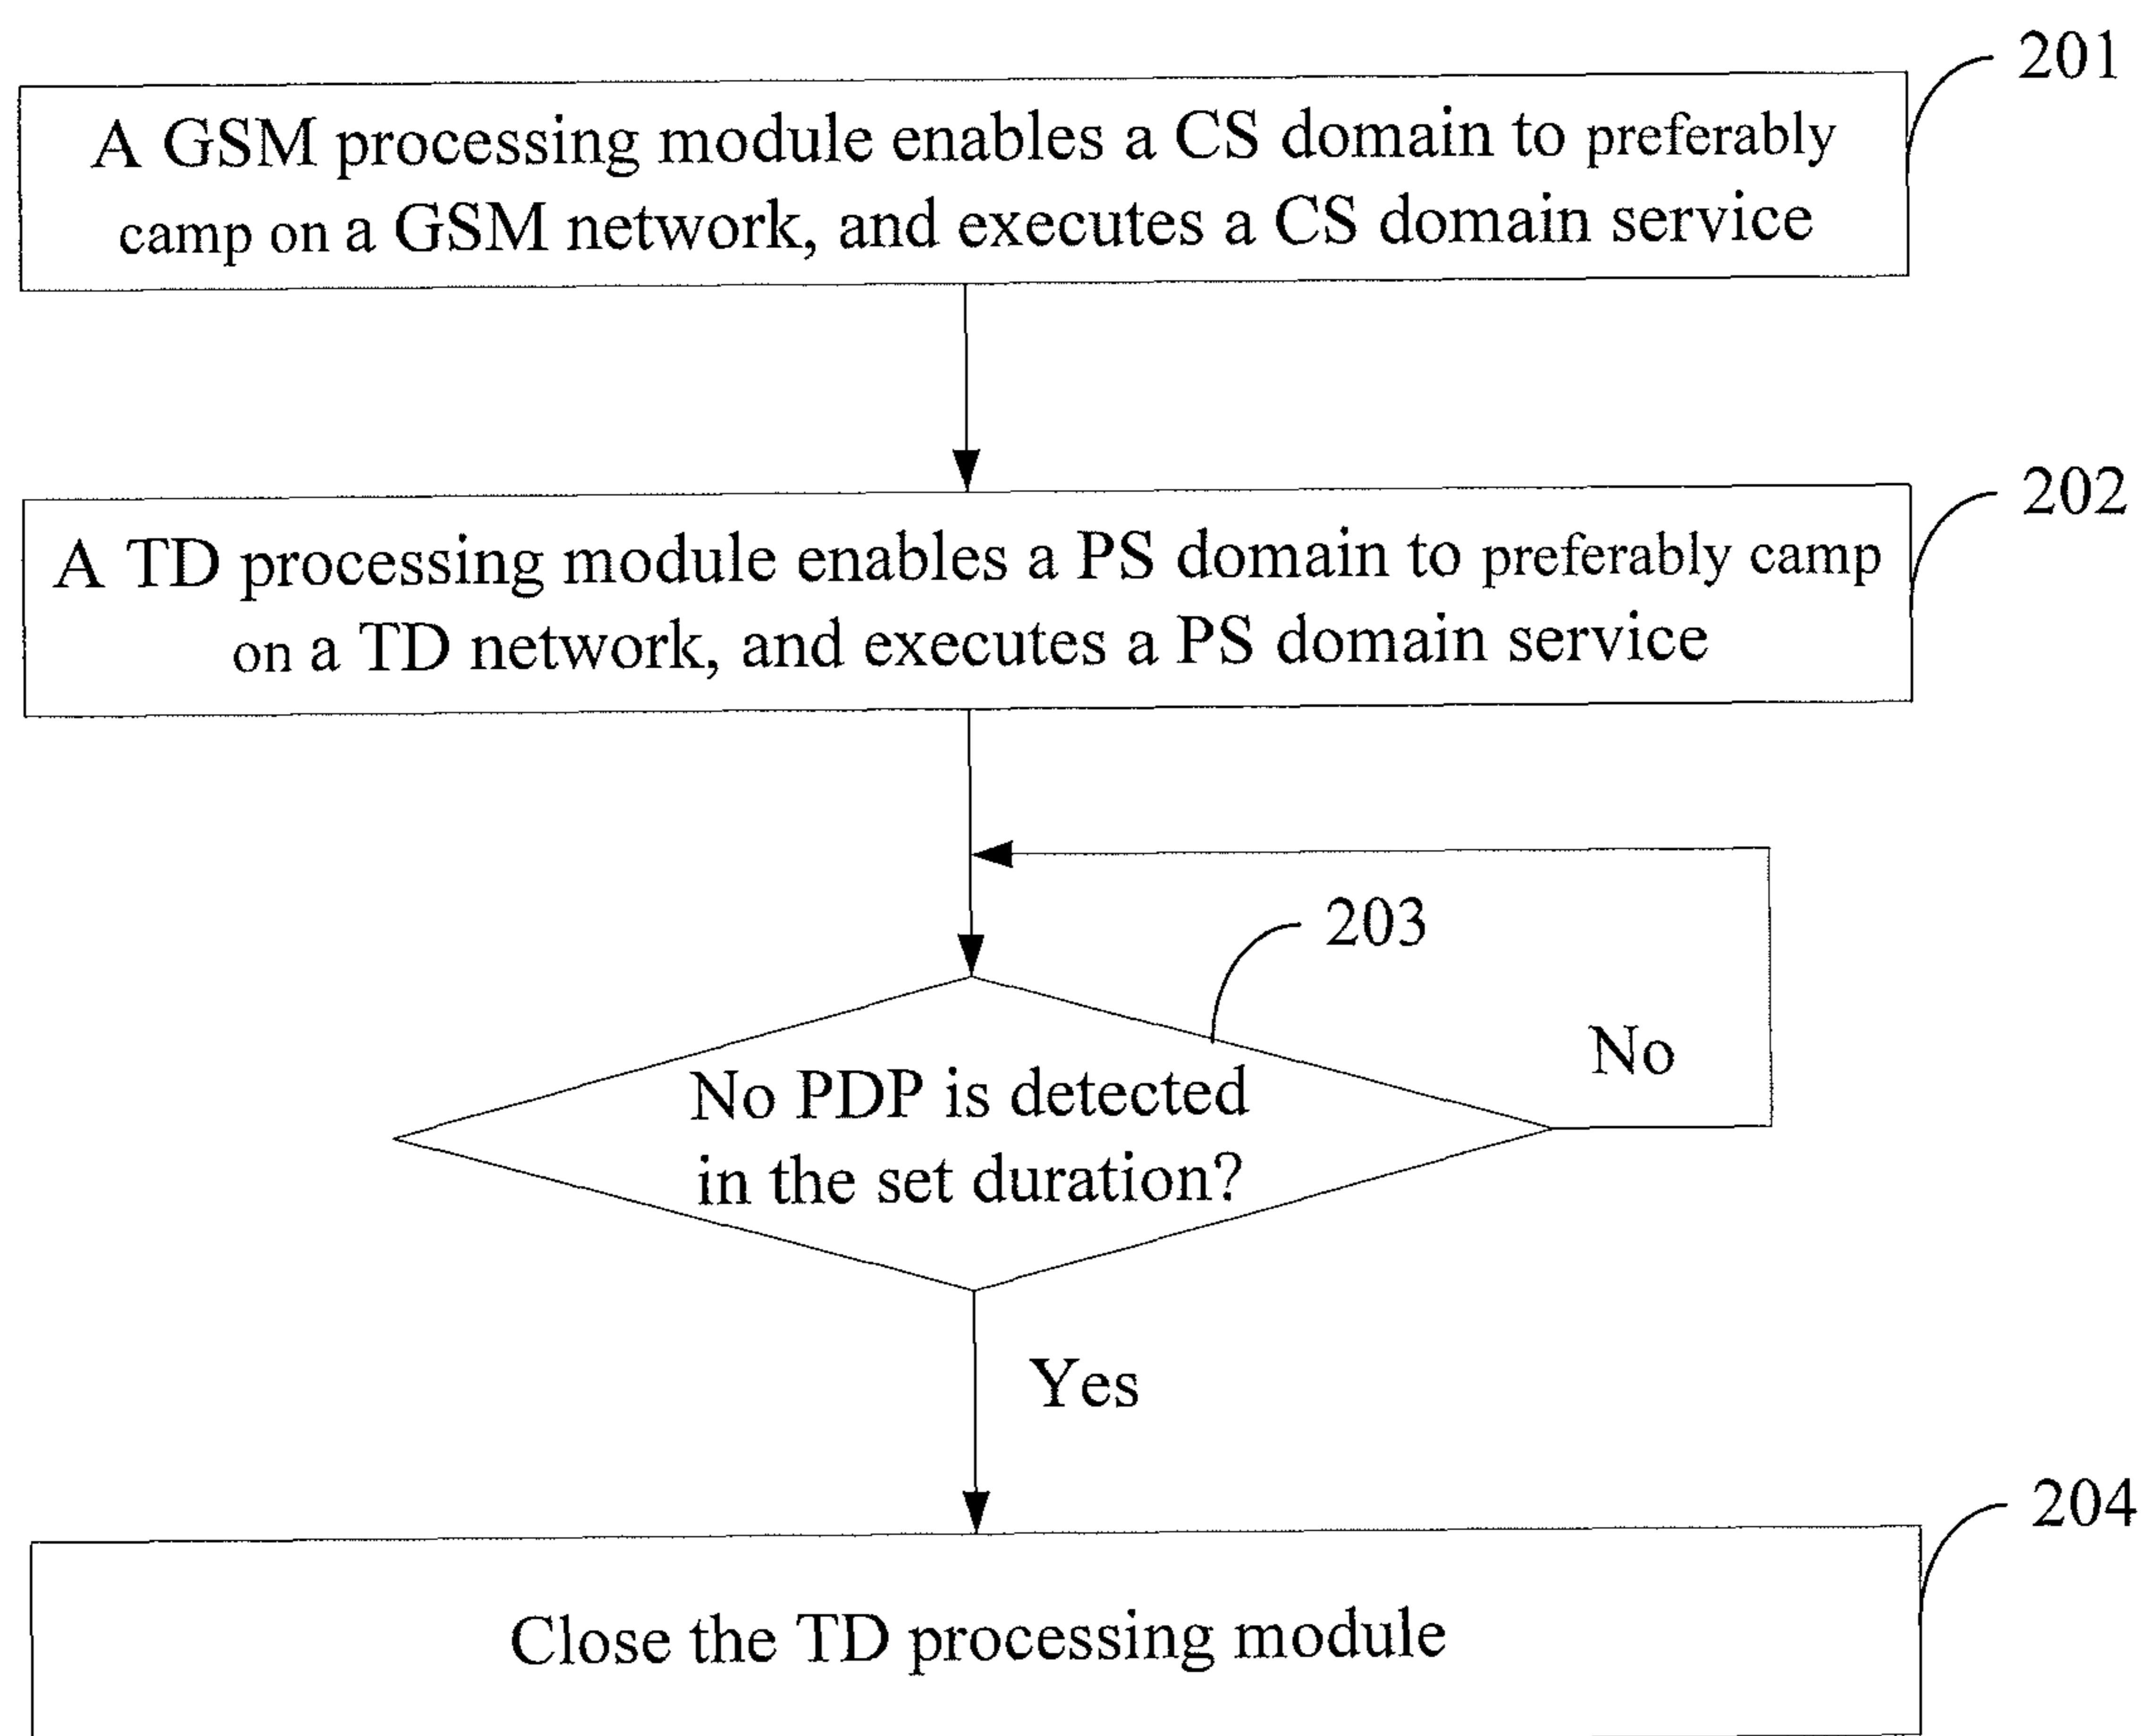 201
A GSM processing module enables a CS domain to preferably
camp on a GSM network, and executes a CS domain service
202
A TD processing module enables a PS domain to preferably camp
on a TD network, and executes a PS domain service
203
No
No PDP is detected
in the set duration?
Yes
204
Close the TD processing module